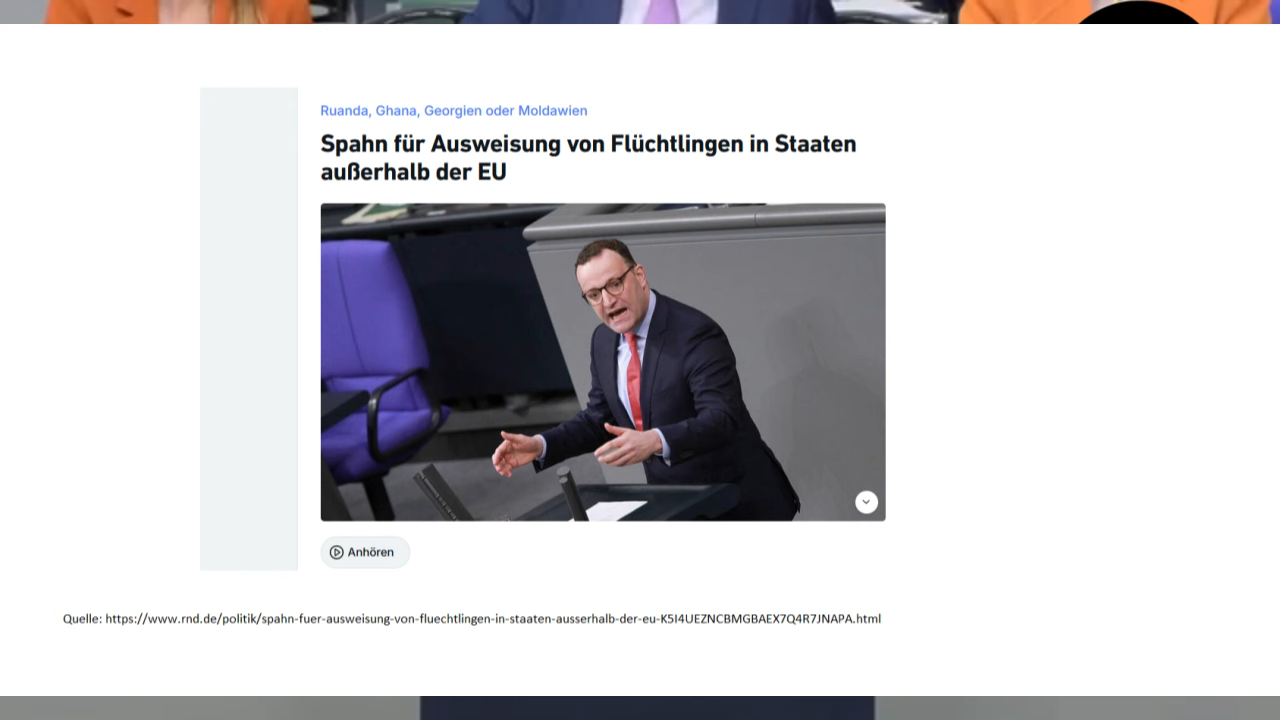 Ruanda, Ghana, Georgien oder Moldawien
Spahn für Ausweisung von Flüchtlingen in Staaten
außerhalb der EU
Anhören
Quelle: https://www.rnd.de/politik/spahn-fuer-ausweisung-von-fluechtlingen-in-staaten-ausserhalb-der-eu-K5I4UEZNCBMGBAEX7Q4R7JNAPA.html